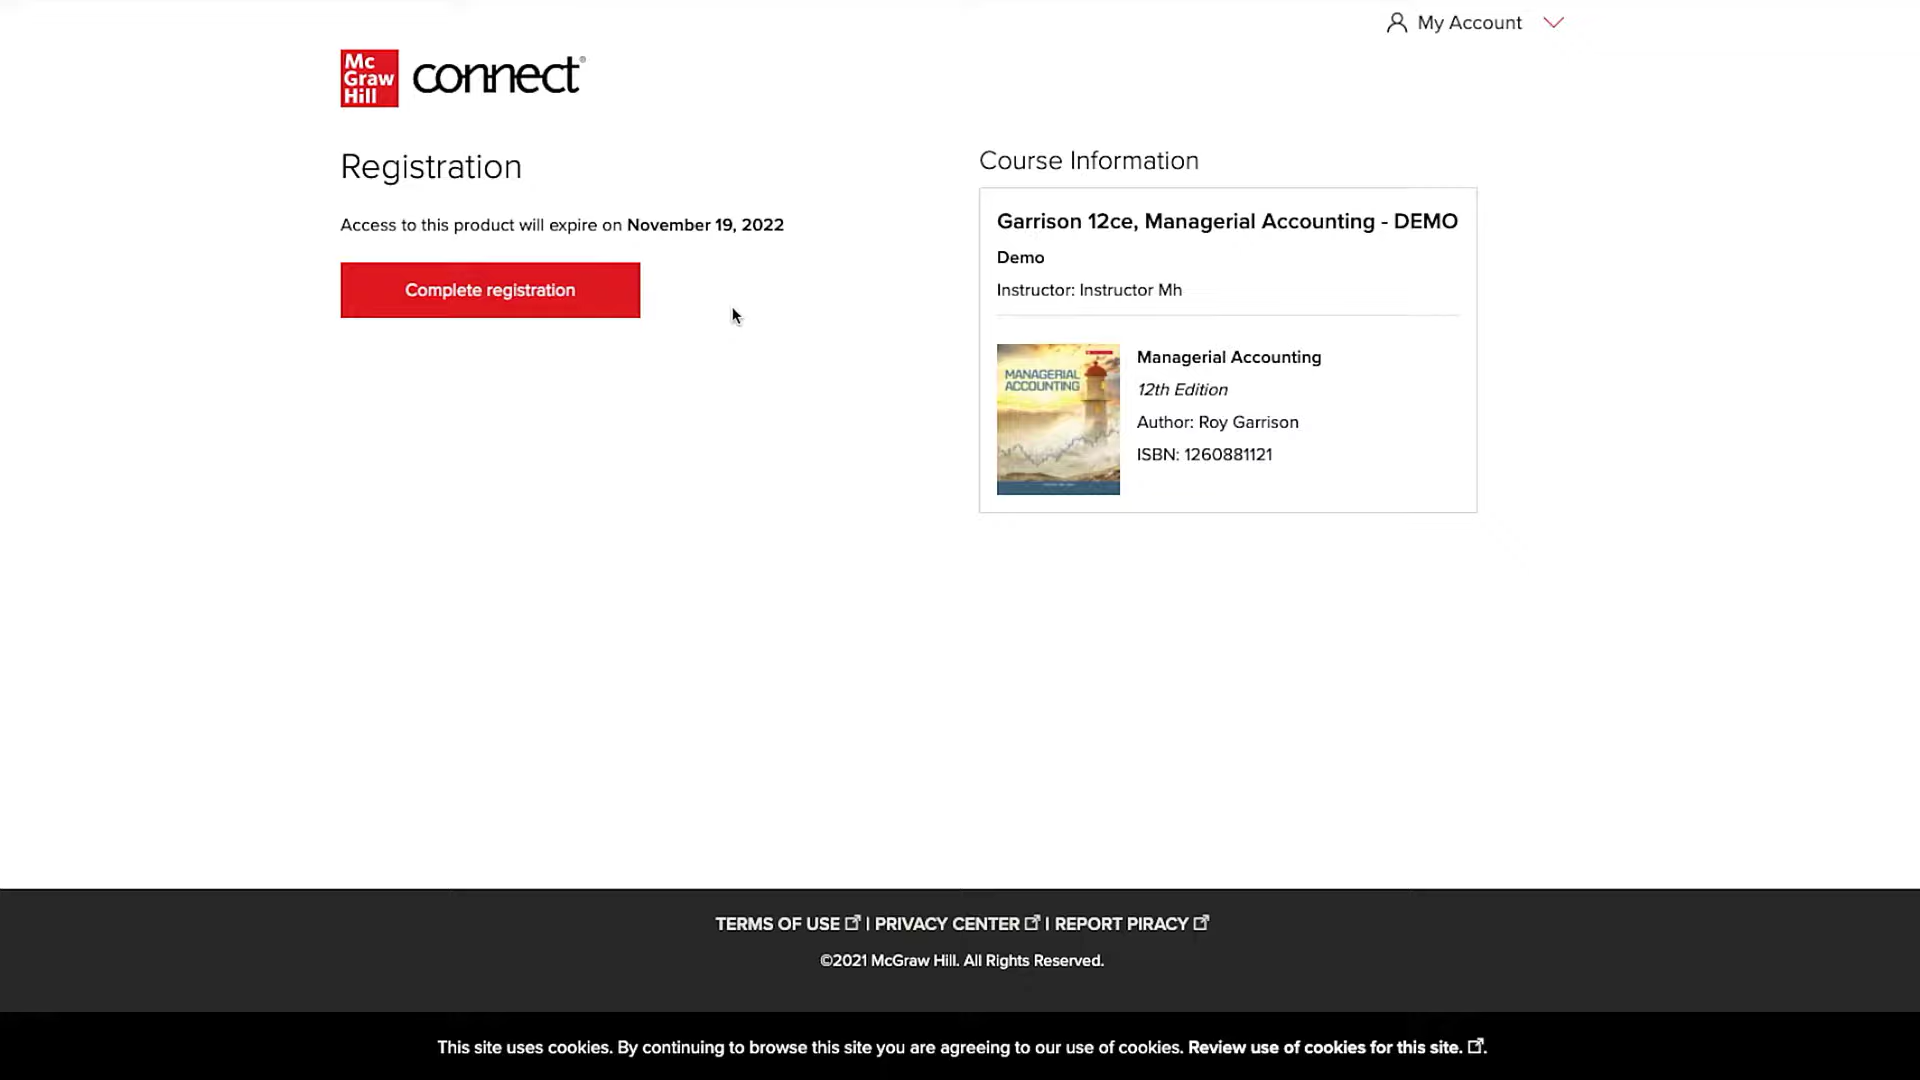 My Account
Mc
Graw
Hill
connect®
Registration
Access to this product will expire on November 19, 2022
Complete registration
Course Information
Garrison 12ce, Managerial Accounting - DEMO
Demo
Instructor: Instructor Mh
MANAGERIAL
ACCOUNTING
Managerial Accounting
12th Edition
Author: Roy Garrison
ISBN: 1260881121
TERMS OF USE | PRIVACY CENTER | REPORT PIRACY
©2021 McGraw Hill. All Rights Reserved.
This site uses cookies. By continuing to browse this site you are agreeing to our use of cookies. Review use of cookies for this site. .